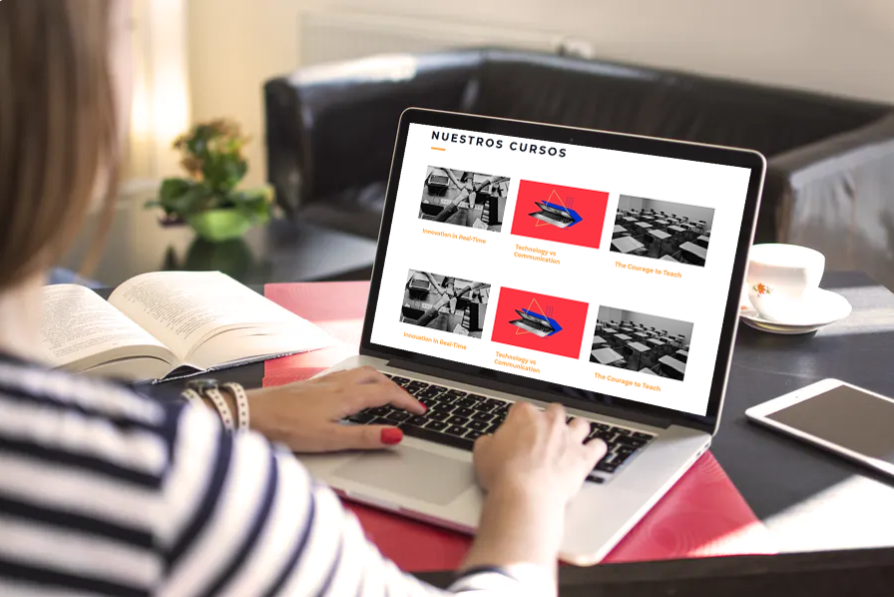 NUESTROS CURSOS
Innovation in Real-Time
Technology vs
Communication
The Courage to Teach
Innovation in Real-Time
Technology vs
Communication
The Courage to Teach